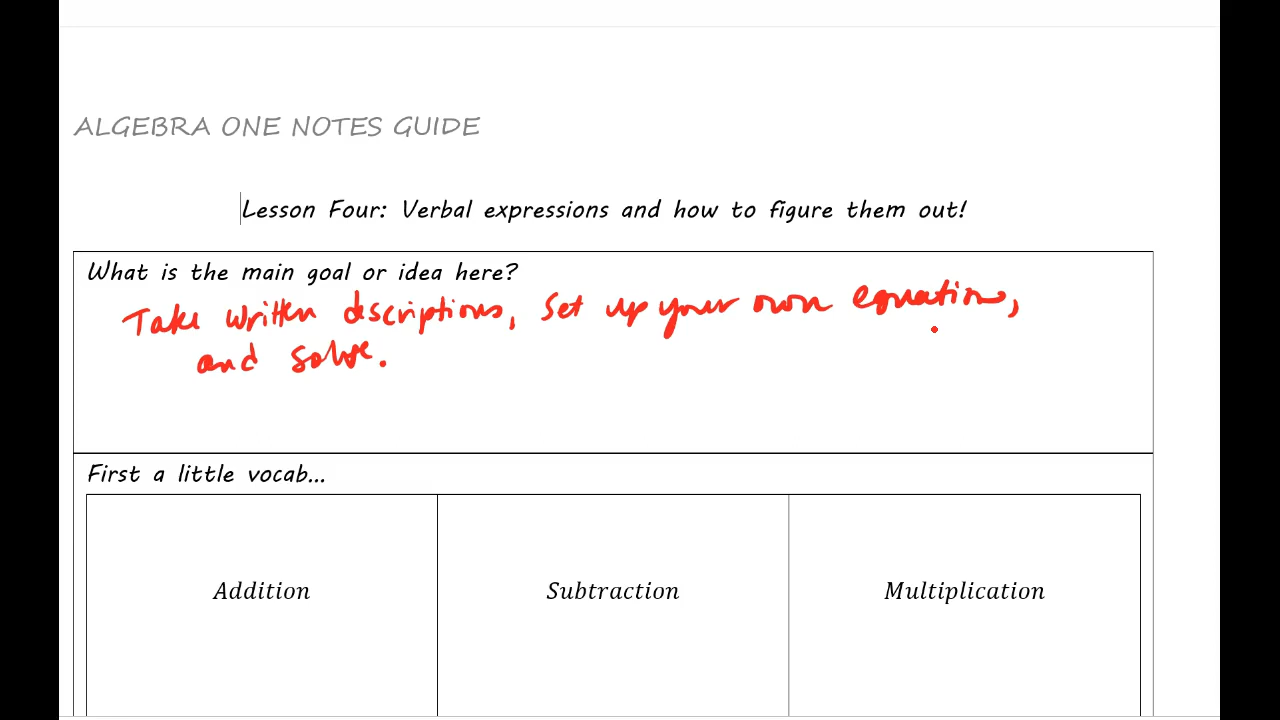 ALGEBRA ONE NOTES GUIDE
Lesson Four: Verbal expressions and how to figure them out!
What is the main goal or idea here?
Take written descriptions, set up your own equations,
and solve.
First a little vocab...
Addition
Subtraction
Multiplication